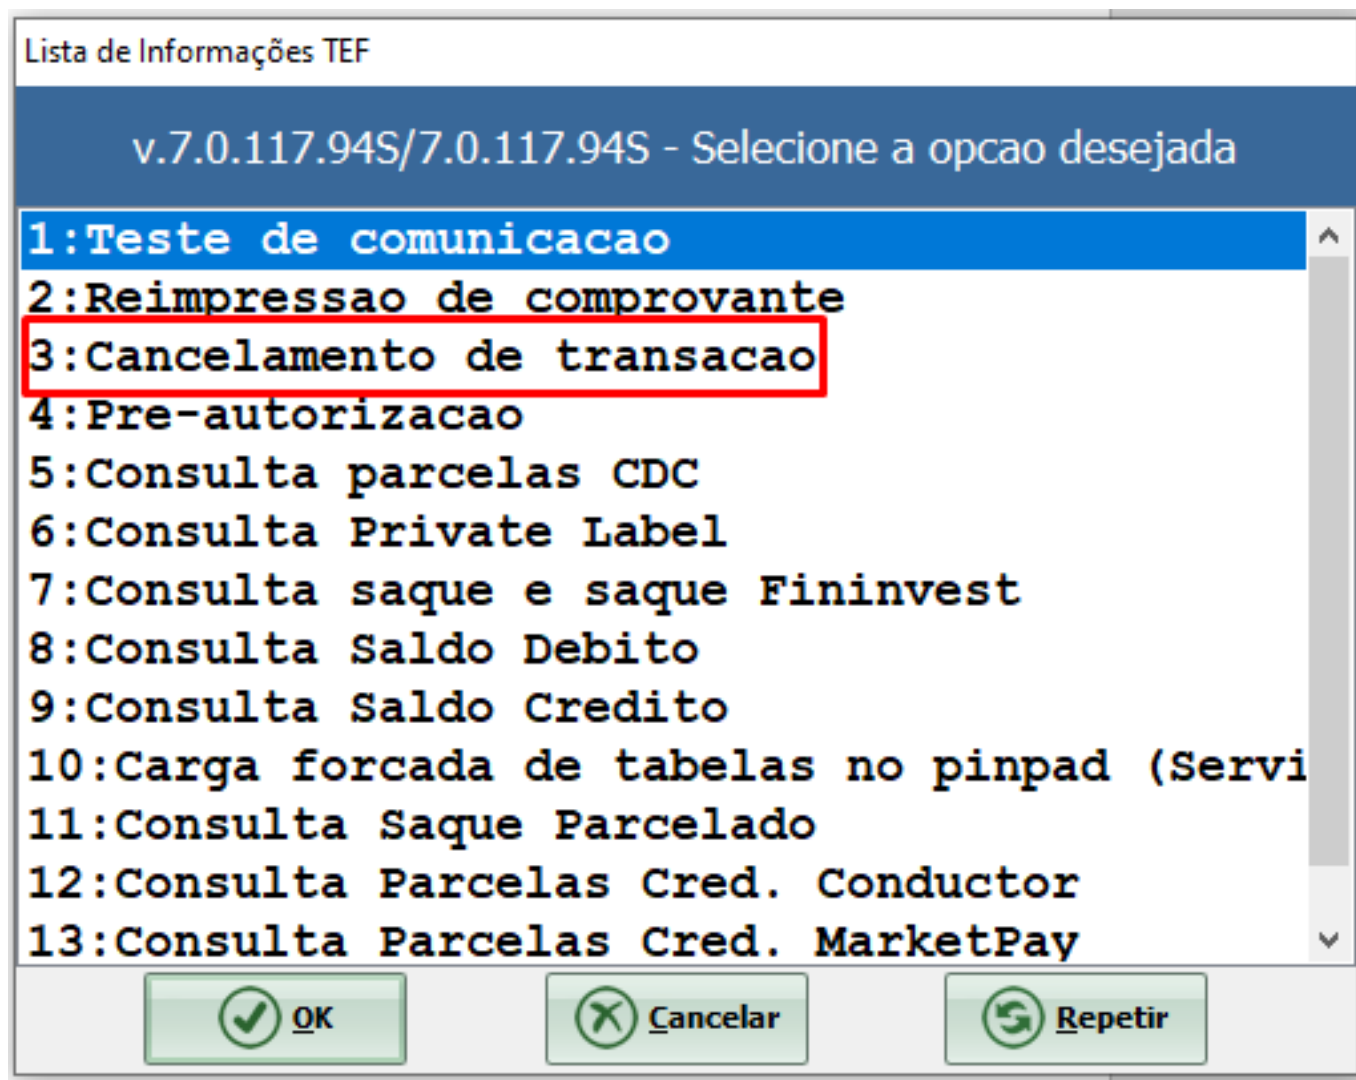 Lista de Informações TEF
v.7.0.117.94S/7.0.117.94S - Selecione a opcao desejada
1:Teste de comunicacao
2:Reimpressao de comprovante
3:Cancelamento de transacao
4:Pre-autorizacao
5:Consulta parcelas CDC
6:Consulta Private Label
7:Consulta saque e saque Fininvest
8:Consulta Saldo Debito
9:Consulta Saldo Credito
10:Carga forcada de tabelas no pinpad (Servi
11:Consulta Saque Parcelado
12:Consulta Parcelas Cred. Conductor
13:Consulta Parcelas Cred. MarketPay
OK Cancelar Repetir